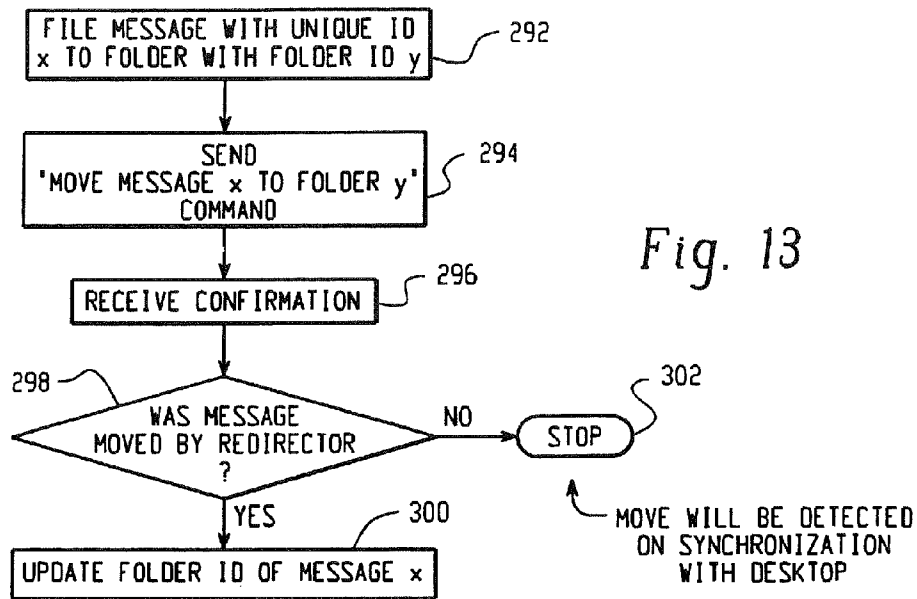 FILE MESSAGE WITH UNIQUE ID
x TO FOLDER WITH FOLDER ID y
292
SEND
'MOVE MESSAGE x TO FOLDER y'
COMMAND
294
Fig. 13
RECEIVE CONFIRMATION
296
298
WAS MESSAGE
MOVED BY REDIRECTOR
?
NO
STOP
302
YES
300
MOVE WILL BE DETECTED
ON SYNCHRONIZATION
WITH DESKTOP
UPDATE FOLDER ID OF MESSAGE x